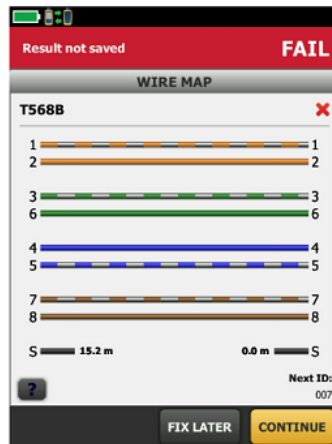 Result not saved FAIL
WIRE MAP
T568B
1 1
2 2
3 3
6 6
4 4
5 5
7 7
8 8
S 15.2 m 0.0 m S
? Next ID:
007
FIX LATER CONTINUE